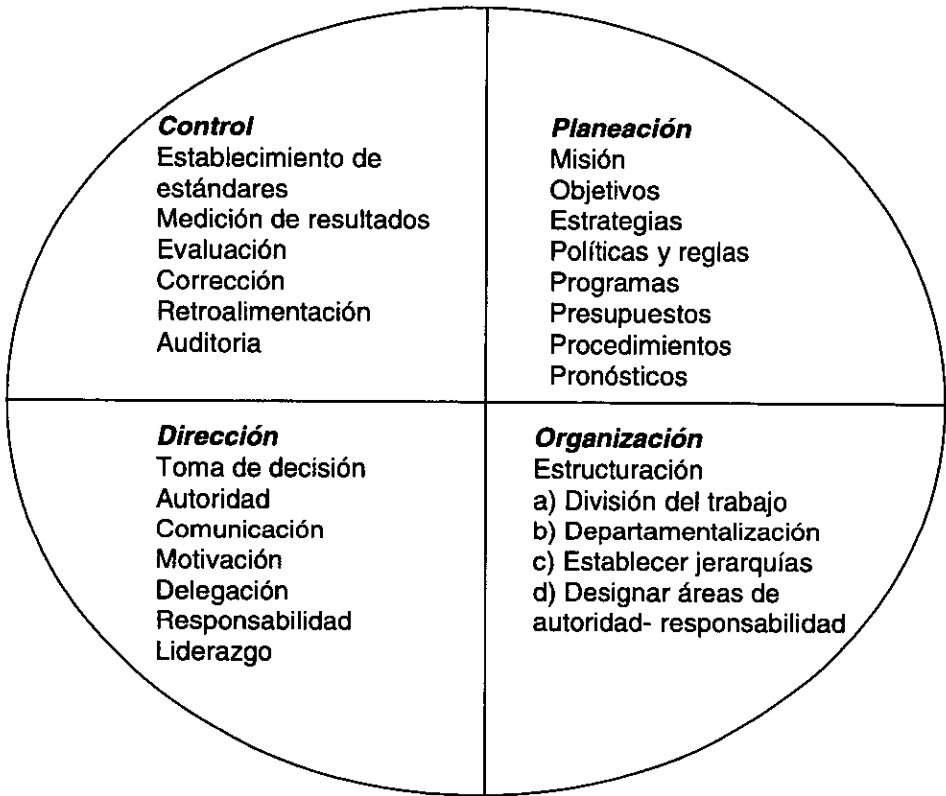 Control
Establecimiento de
estándares
Medición de resultados
Evaluación
Corrección
Retroalimentación
Auditoria
Planeación
Misión
Objetivos
Estrategias
Políticas y reglas
Programas
Presupuestos
Procedimientos
Pronósticos
Dirección
Toma de decisión
Autoridad
Comunicación
Motivación
Delegación
Responsabilidad
Liderazgo
Organización
Estructuración
a) División del trabajo
b) Departamentalización
c) Establecer jerarquías
d) Designar áreas de
autoridad- responsabilidad